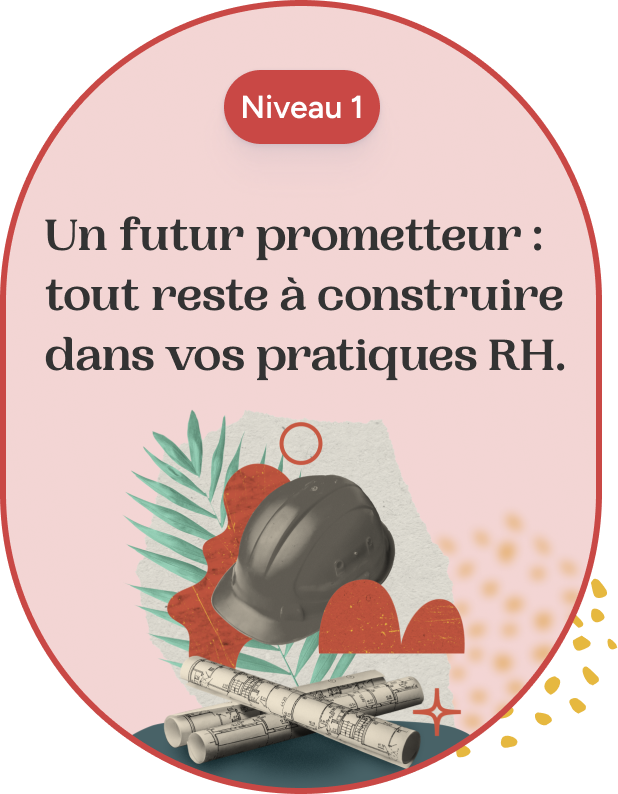 Niveau 1
Un futur prometteur :
tout reste à construire
dans vos pratiques RH.